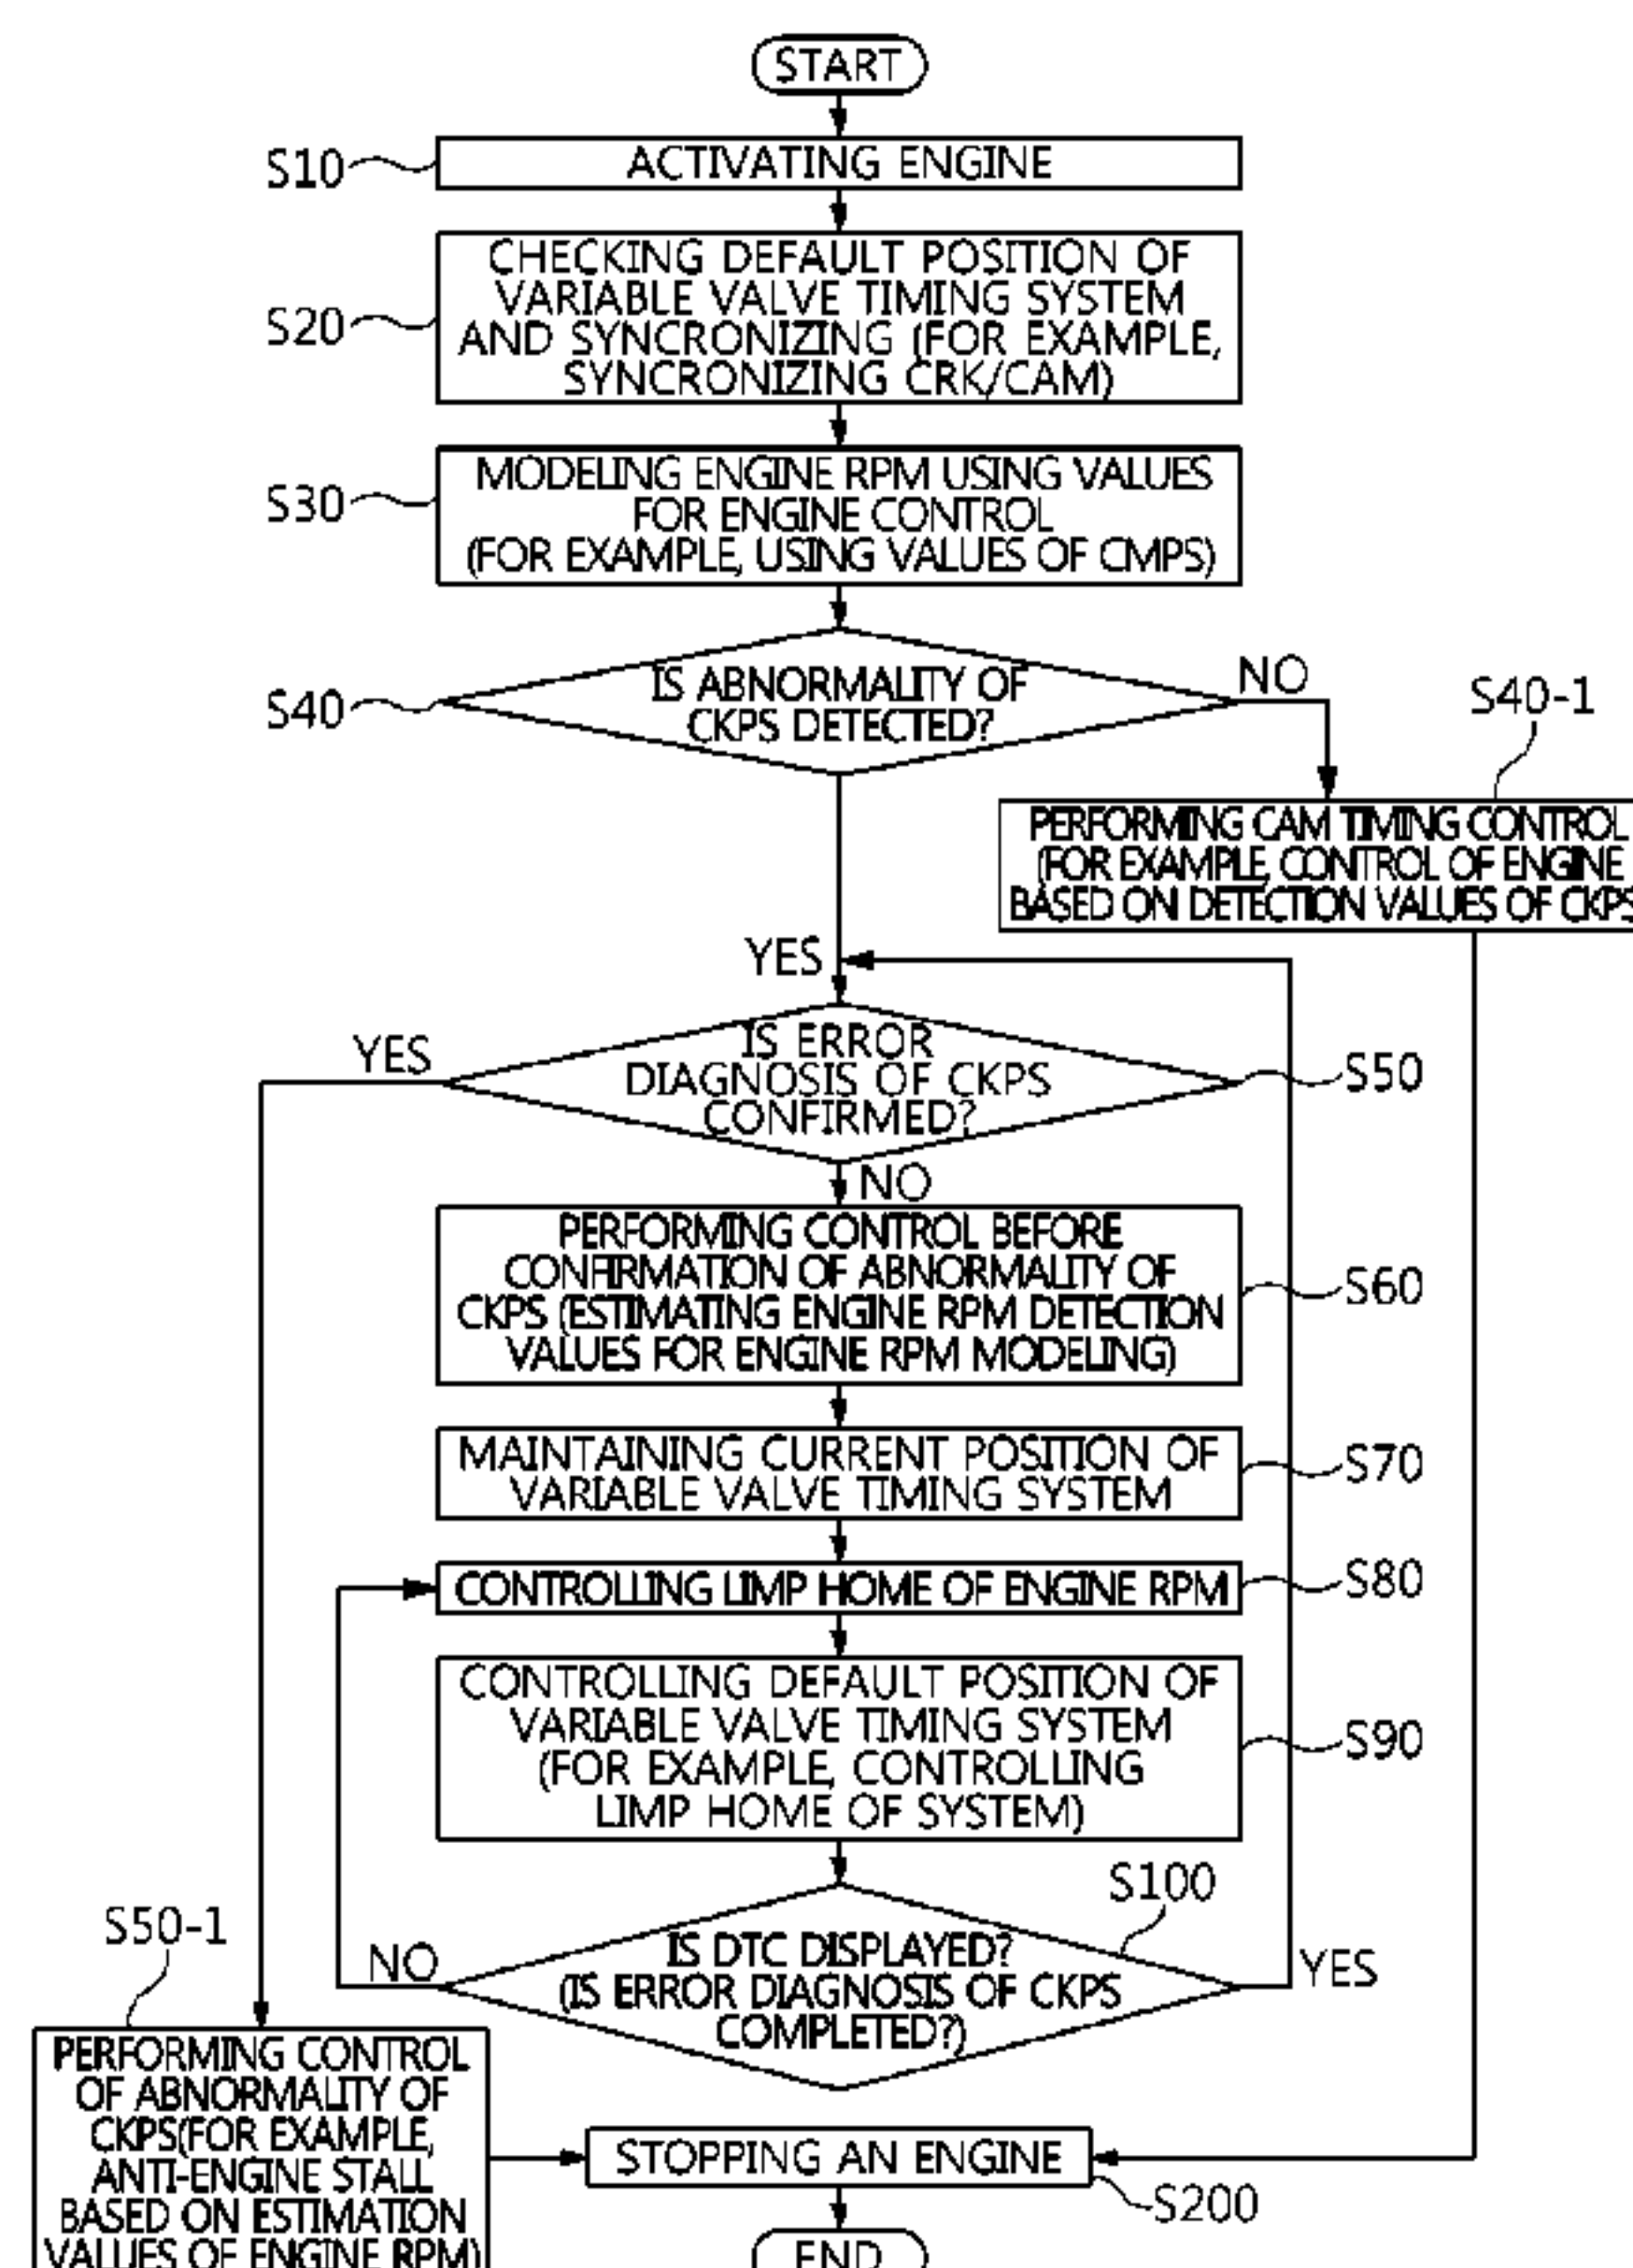 START
S10
ACTIVATING ENGINE
S20
CHECKING DEFAULT POSITION OF
VARIABLE VALVE TIMING SYSTEM
AND SYNCRONIZING (FOR EXAMPLE,
SYNCRONIZING CRK/CAM)
S30
MODELING ENGINE RPM USING VALUES
FOR ENGINE CONTROL
(FOR EXAMPLE, USING VALUES OF CMPS)
S40
IS ABNORMALITY OF
CKPS DETECTED?
NO
S40-1
PERFORMING CAM TIMING CONTROL
(FOR EXAMPLE, CONTROL OF ENGINE
BASED ON DETECTION VALUES OF CKPS
YES
YES
IS ERROR
DIAGNOSIS OF CKPS
CONFIRMED?
S50
NO
PERFORMING CONTROL BEFORE
CONFIRMATION OF ABNORMALITY OF
CKPS (ESTIMATING ENGINE RPM DETECTION
VALUES FOR ENGINE RPM MODELING)
S60
MAINTAINING CURRENT POSITION OF
VARIABLE VALVE TIMING SYSTEM
S70
CONTROLLING LIMP HOME OF ENGINE RPM
S80
CONTROLLING DEFAULT POSITION OF
VARIABLE VALVE TIMING SYSTEM
(FOR EXAMPLE, CONTROLLING
LIMP HOME OF SYSTEM)
S90
S100
IS DTC DISPLAYED?
(IS ERROR DIAGNOSIS OF CKPS
COMPLETED?)
NO
YES
S50-1
PERFORMING CONTROL
OF ABNORMALITY OF
CKPS(FOR EXAMPLE,
ANTI-ENGINE STALL
BASED ON ESTIMATION
VALUES OF ENGINE RPM)
STOPPING AN ENGINE
S200
END